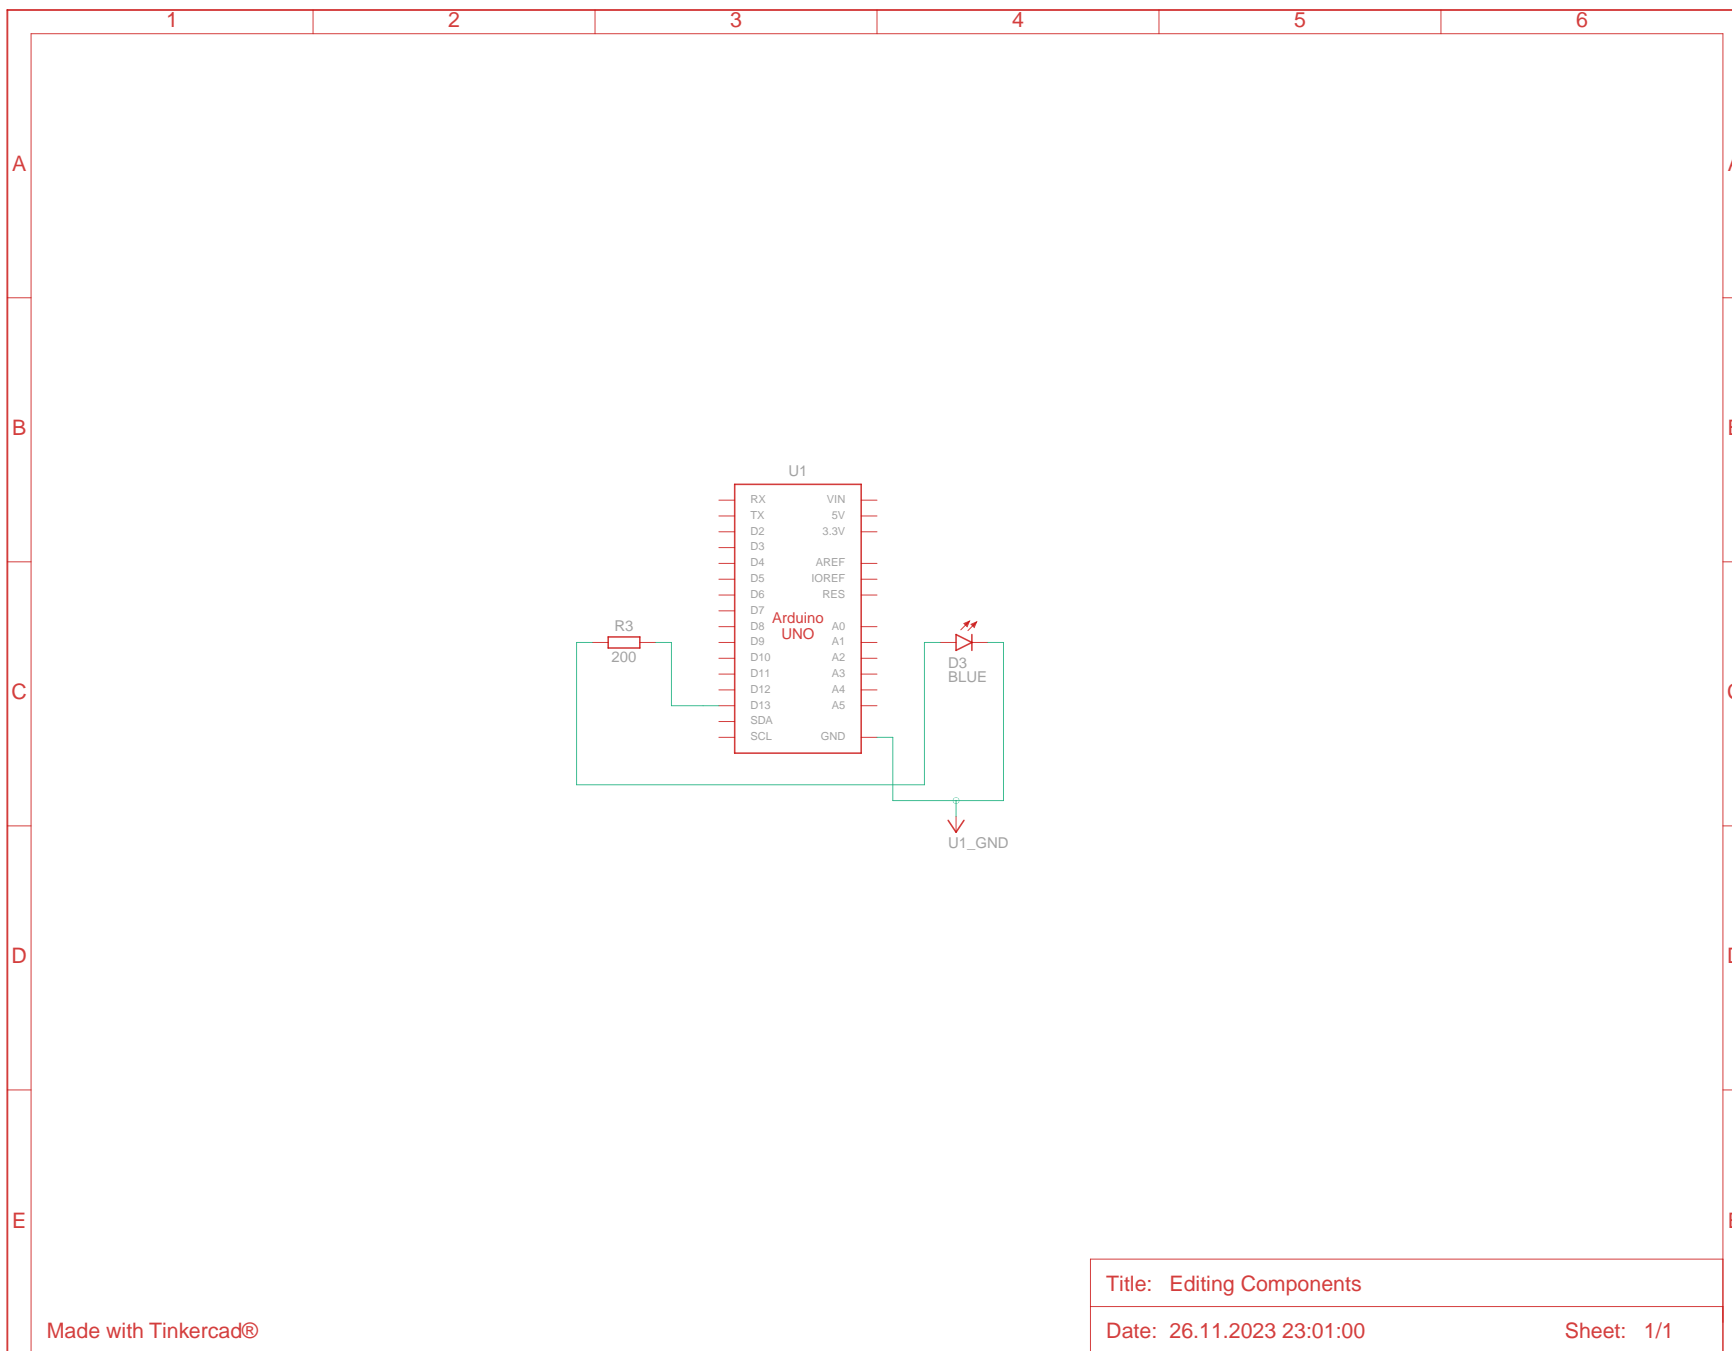 1 2 3 4 5 6
A
B
C
D
E
U1
RX VIN
TX 5V
D2 3.3V
D3
D4 AREF
D5 IOREF
D6 RES
D7
Arduino
UNO
D8 A0
D9 A1
D10 A2
D11 A3
D12 A4
D13 A5
SDA
SCL GND
R3
200
D3
BLUE
U1_GND
Title: Editing Components
Date: 26.11.2023 23:01:00 Sheet: 1/1
Made with Tinkercad®